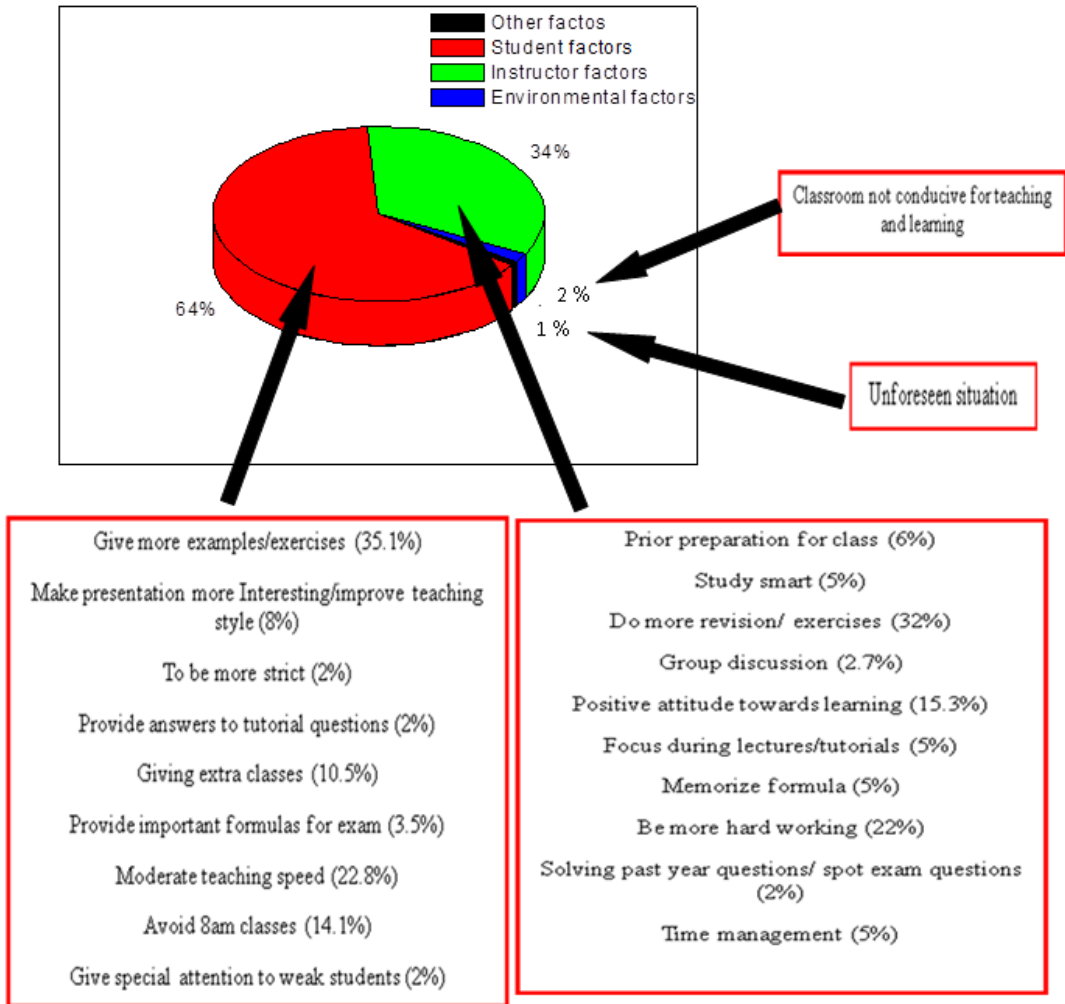 Other factos
Student factors
Instructor factors
Environmental factors
34%
64%
2 %
1 %
Classroom not conducive for teaching
and learning
Unforeseen situation
Give more examples/exercises (35.1%)
Make presentation more Interesting/improve teaching
style (8%)
To be more strict (2%)
Provide answers to tutorial questions (2%)
Giving extra classes (10.5%)
Provide important formulas for exam (3.5%)
Moderate teaching speed (22.8%)
Avoid 8am classes (14.1%)
Give special attention to weak students (2%)
Prior preparation for class (6%)
Study smart (5%)
Do more revision/ exercises (32%)
Group discussion (2.7%)
Positive attitude towards learning (15.3%)
Focus during lectures/tutorials (5%)
Memorize formula (5%)
Be more hard working (22%)
Solving past year questions/ spot exam questions
(2%)
Time management (5%)